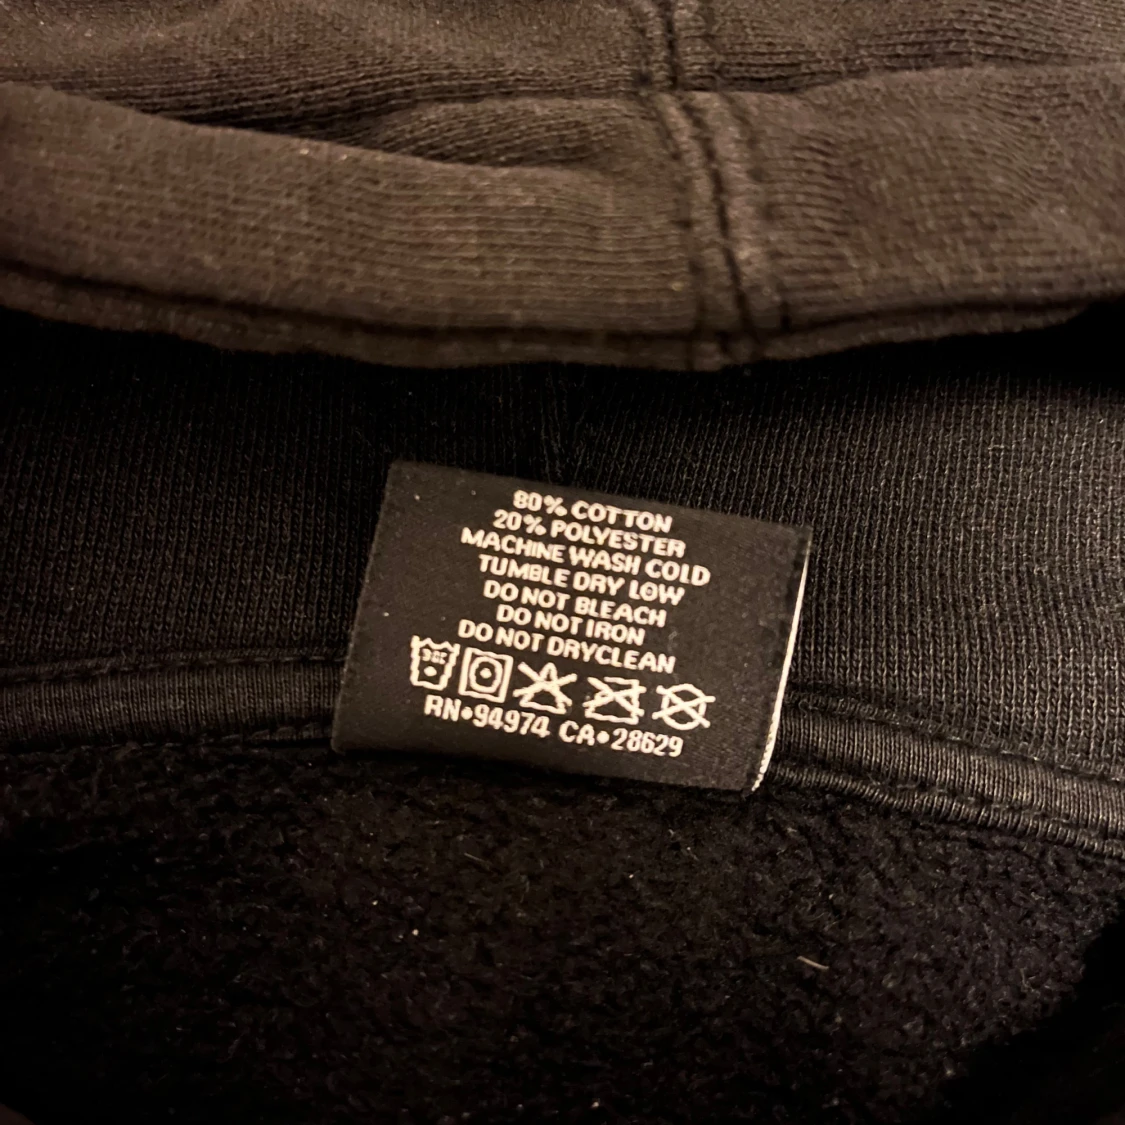 80% COTTON
20% POLYESTER
MACHINE WASH COLD
TUMBLE DRY LOW
DO NOT BLEACH
DO NOT IRON
DO NOT DRYCLEAN
RN•94974 CA•28629